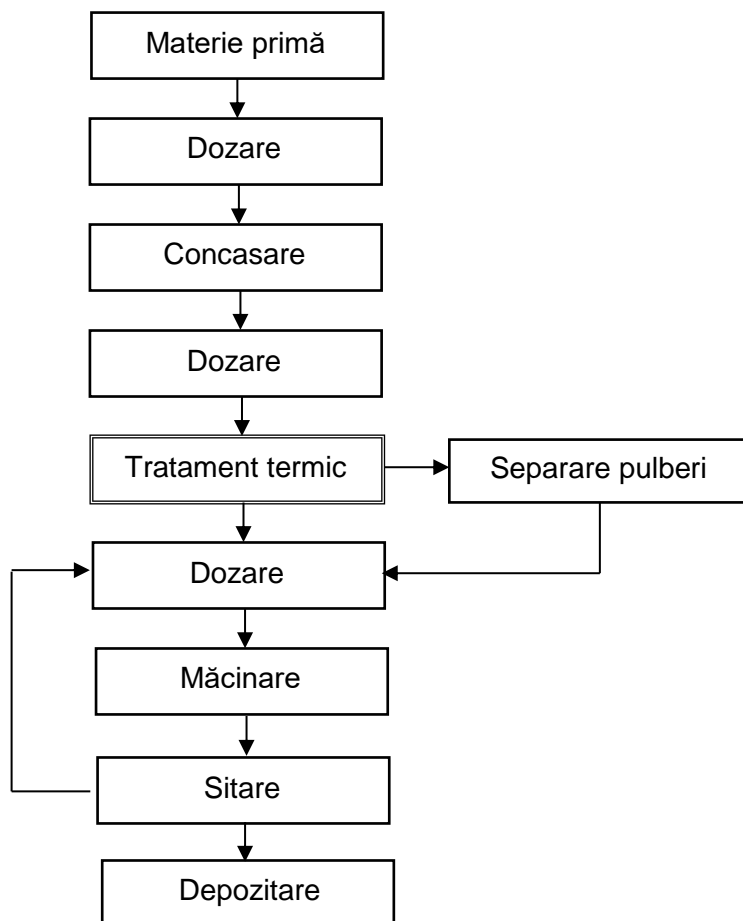 Materie primă
Dozare
Concasare
Dozare
Tratament termic
Separare pulberi
Dozare
Măcinare
Sitare
Depozitare